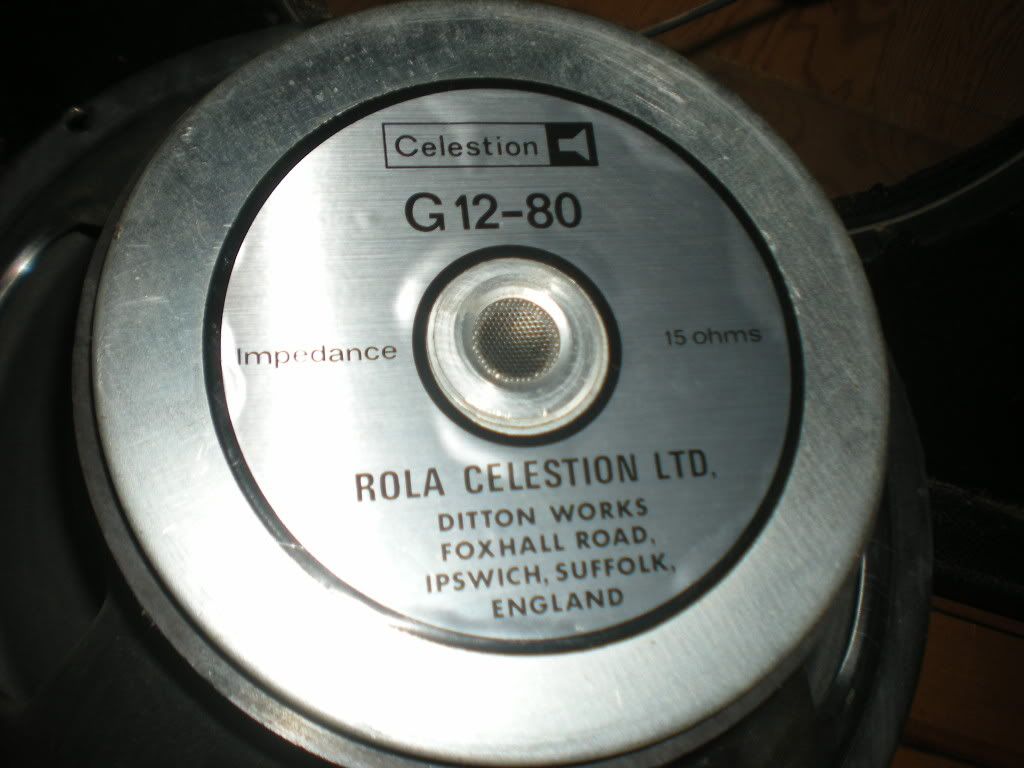 Celestion
G12-80
Impedance 15 ohms
ROLA CELESTION LTD.
DITTON WORKS
FOXHALL ROAD,
IPSWICH, SUFFOLK,
ENGLAND